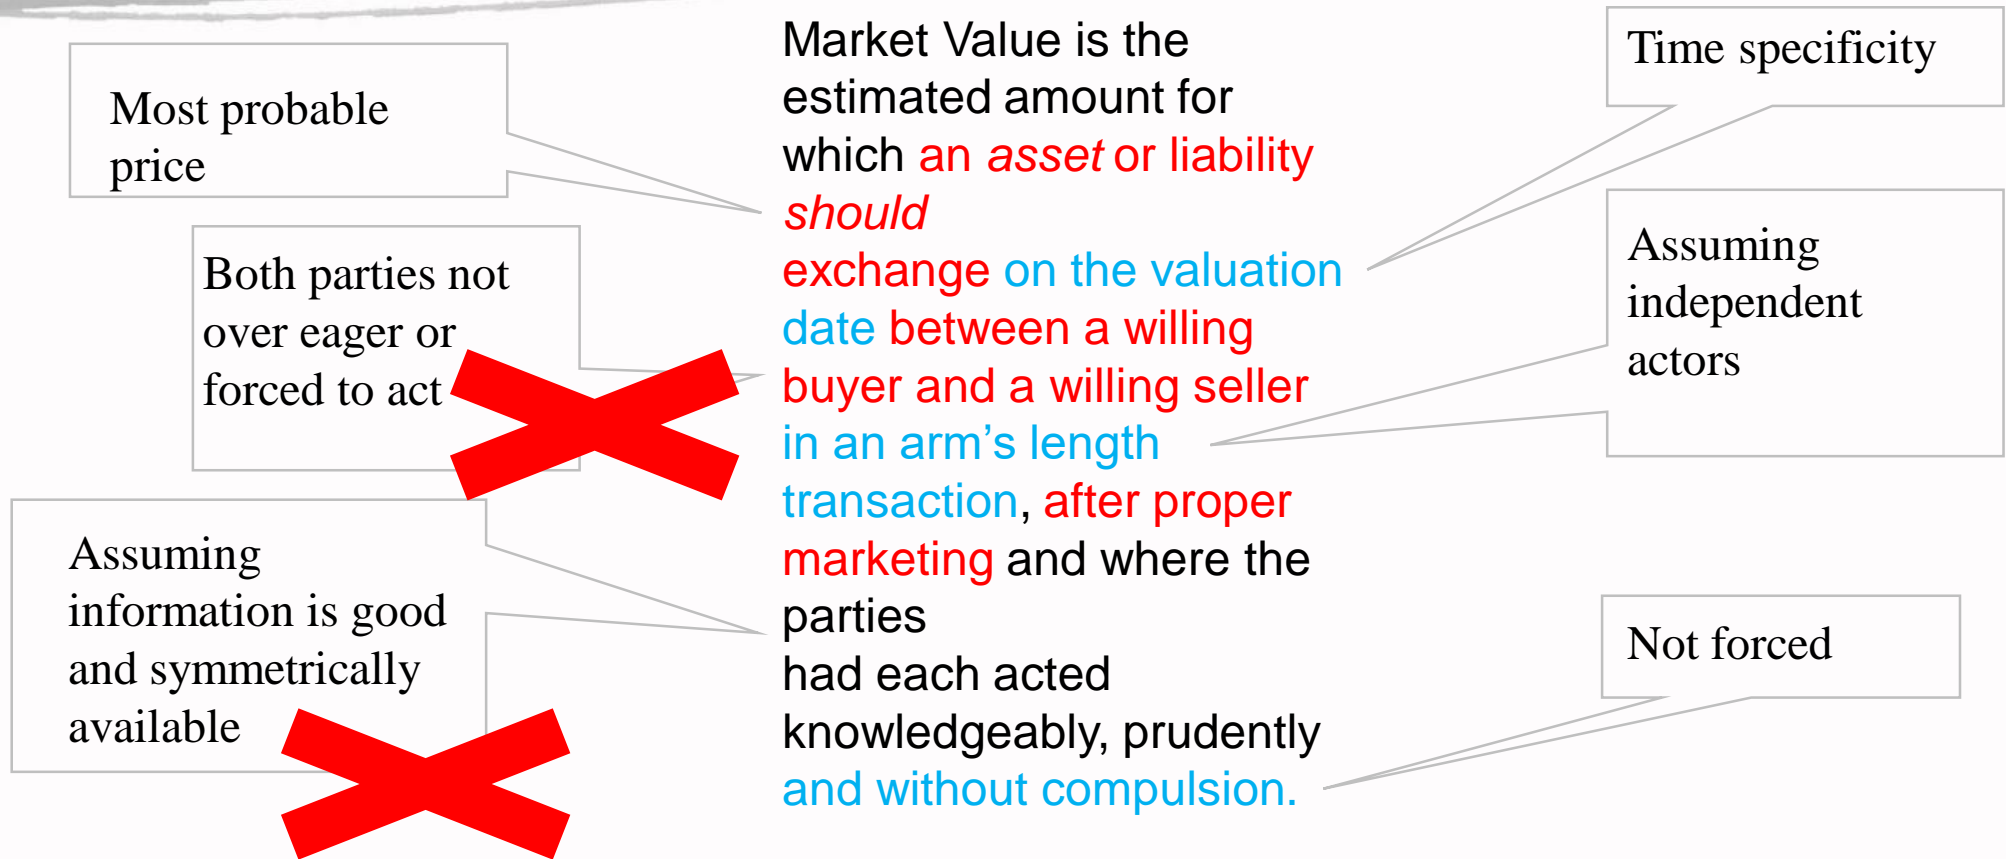 Most probable
price
Both parties not
over eager or
forced to act
Assuming
information is good
and symmetrically
available
Market Value is the
estimated amount for
which an asset or liability
should
exchange on the valuation
date between a willing
buyer and a willing seller
in an arm’s length
transaction, after proper
marketing and where the
parties
had each acted
knowledgeably, prudently
and without compulsion.
Time specificity
Assuming
independent
actors
Not forced